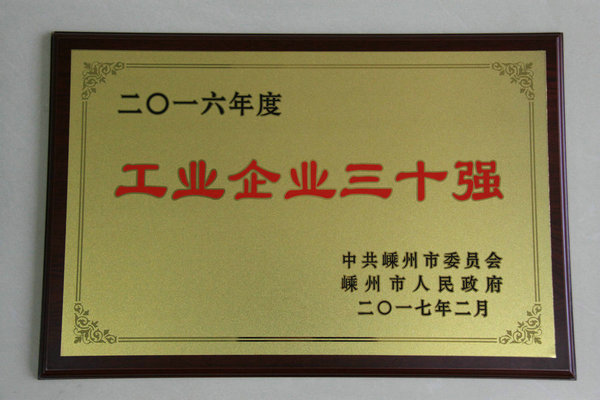 二〇一六年度
工业企业三十强
中共嵊州市委员会
嵊州市人民政府
二〇一七年二月